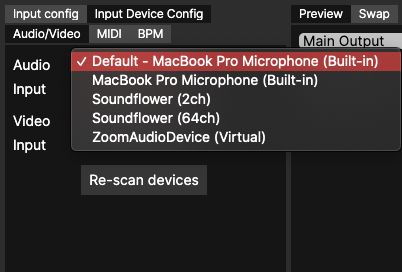 Input config Input Device Config Preview Swap
Audio/Video MIDI BPM
Main Output
Audio Input
✓ Default - MacBook Pro Microphone (Built-in)
MacBook Pro Microphone (Built-in)
Soundflower (2ch)
Soundflower (64ch)
ZoomAudioDevice (Virtual)
Video Input
Re-scan devices